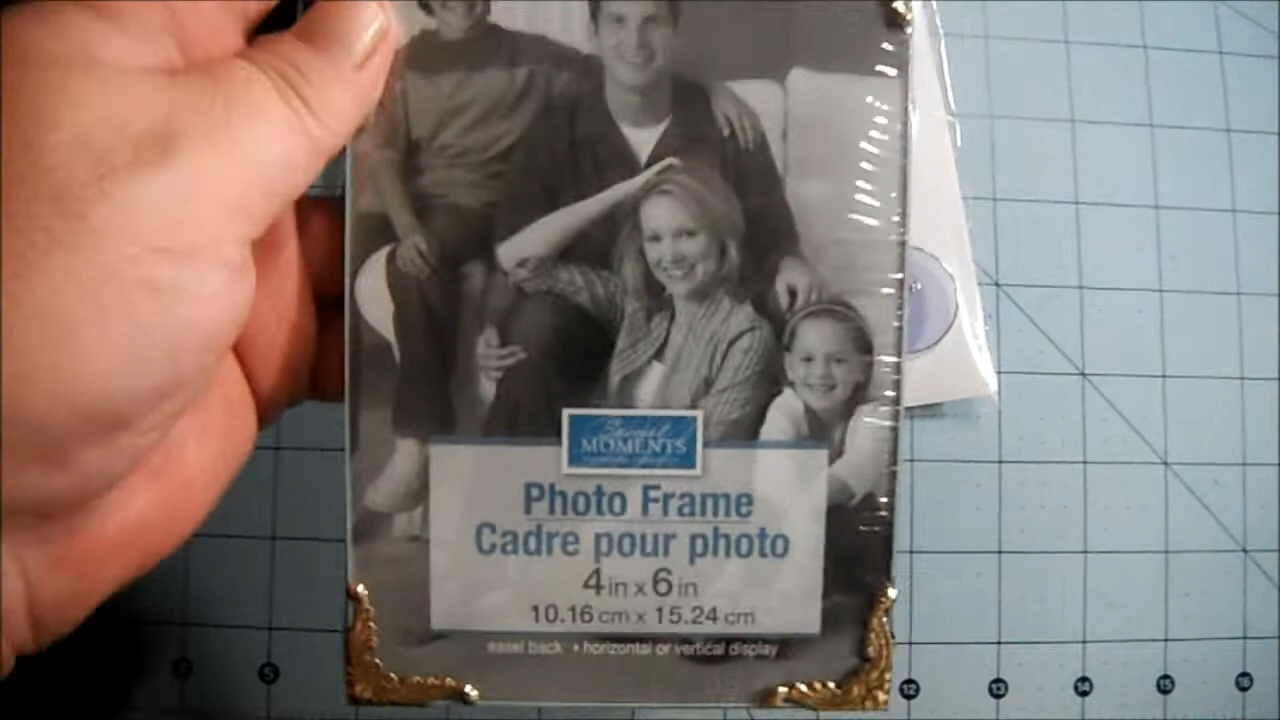 Special
MOMENTS
Photo Frame
Cadre pour photo
4in x 6in
10.16 cm x 15.24 cm
easel back • horizontal or vertical display
5
12
13
14
15
16